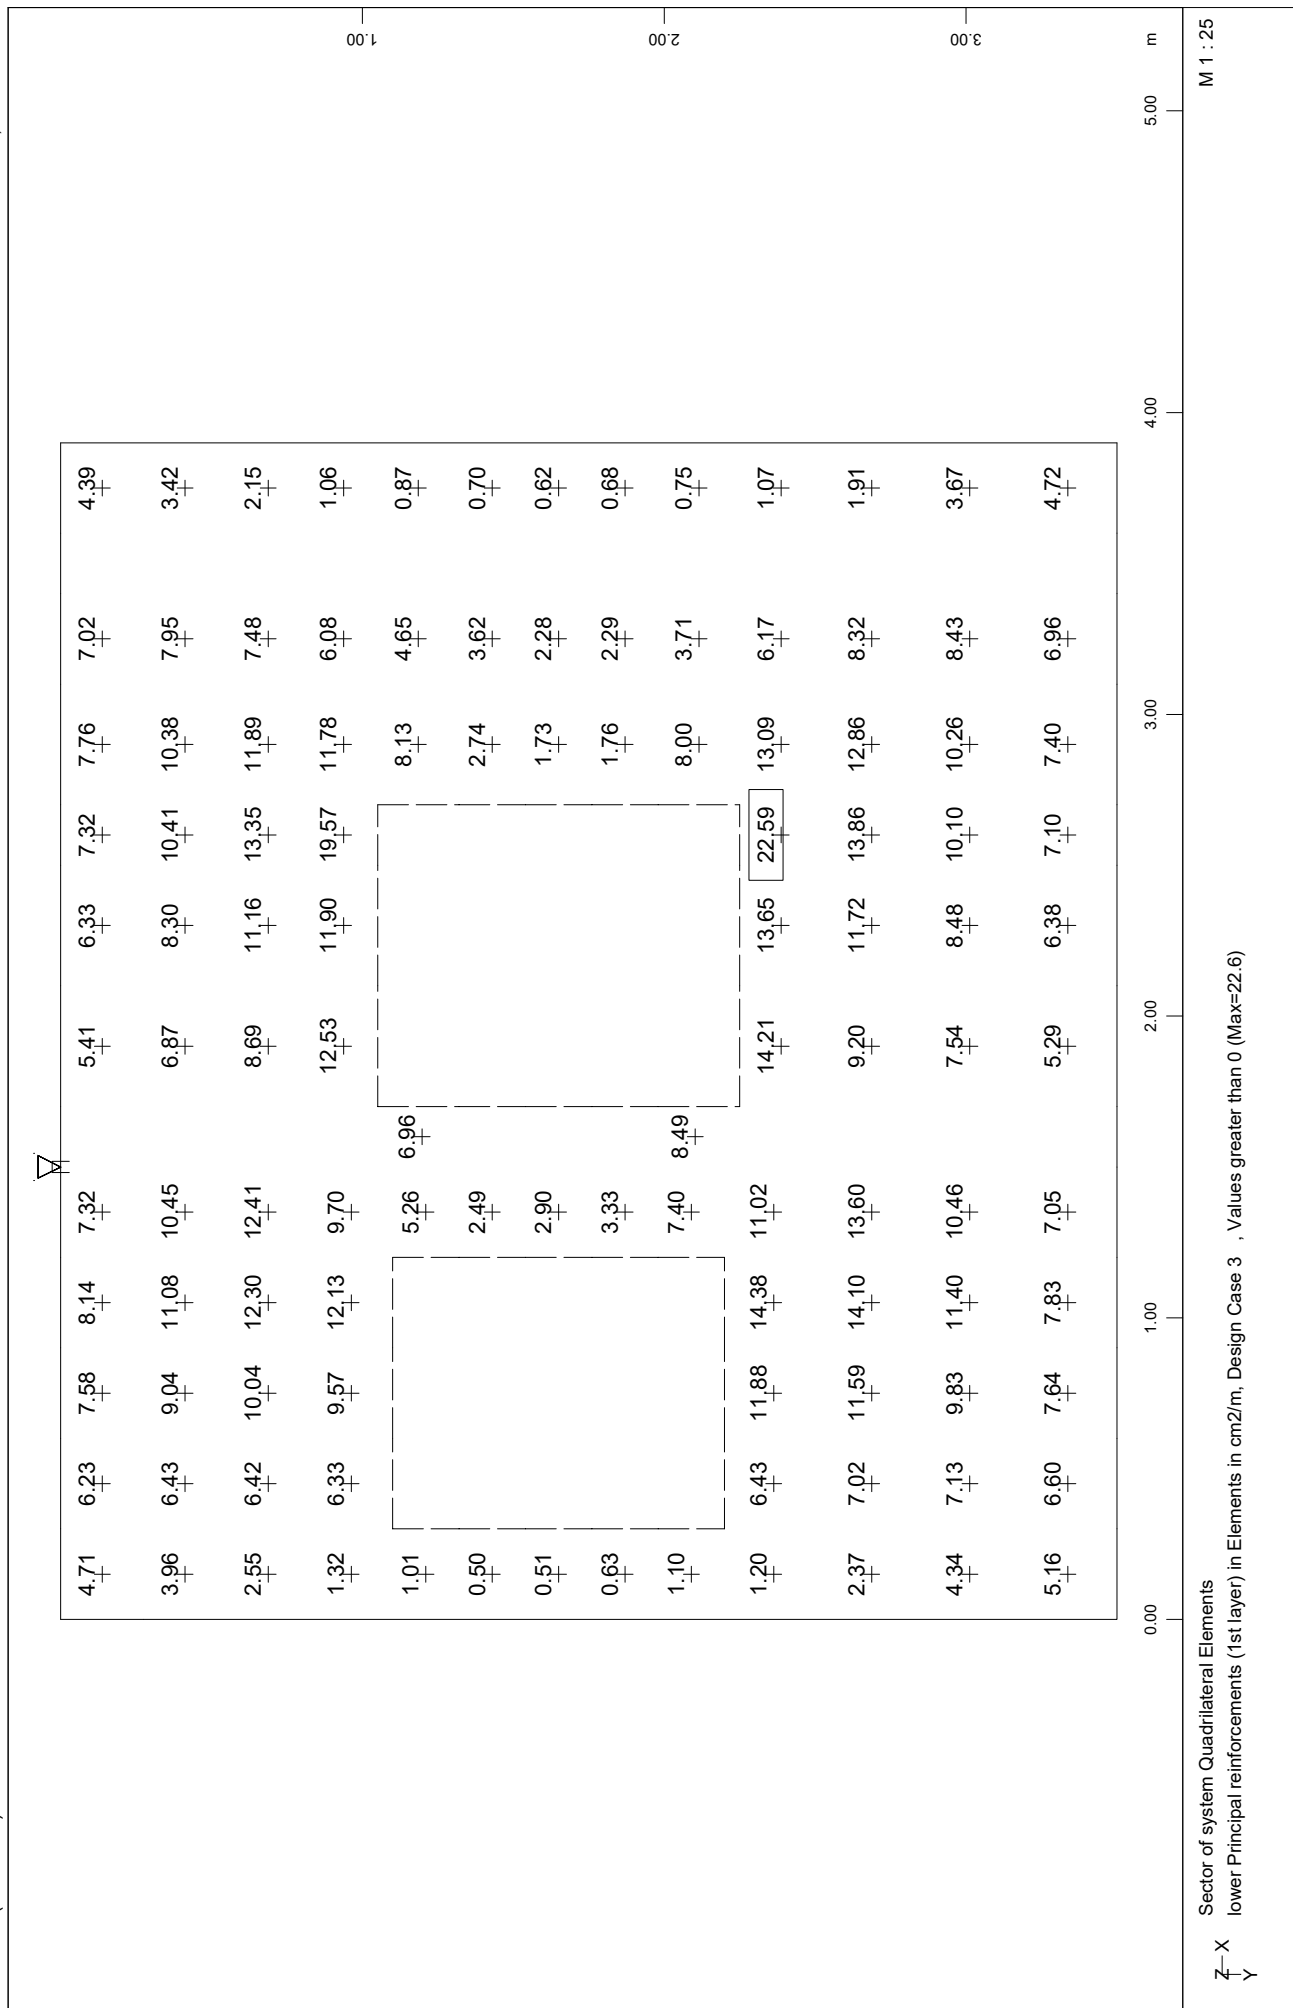 4.71 6.23 7.58 8.14 7.32 5.41 6.33 7.32 7.76 7.02 4.39
3.96 6.43 9.04 11.08 10.45 6.87 8.30 10.41 10.38 7.95 3.42
2.55 6.42 10.04 12.30 12.41 8.69 11.16 13.35 11.89 7.48 2.15
1.32 6.33 9.57 12.13 9.70 12.53 11.90 19.57 11.78 6.08 1.06
1.00
1.01 5.26 6.96 8.13 4.65 0.87
0.50 2.49 2.74 3.62 0.70
0.51 2.90 1.73 2.28 0.62
0.63 3.33 1.76 2.29 0.68
2.00
1.10 7.40 8.49 8.00 3.71 0.75
1.20 6.43 11.88 14.38 11.02 14.21 13.65 22.59 13.09 6.17 1.07
2.37 7.02 11.59 14.10 13.60 9.20 11.72 13.86 12.86 8.32 1.91
4.34 7.13 9.83 11.40 10.46 7.54 8.48 10.10 10.26 8.43 3.67
3.00
5.16 6.60 7.64 7.83 7.05 5.29 6.38 7.10 7.40 6.96 4.72
0.00 1.00 2.00 3.00 4.00 5.00 m
Sector of system Quadrilateral Elements M 1 : 25
Z X
Y
lower Principal reinforcements (1st layer) in Elements in cm2/m, Design Case 3 , Values greater than 0 (Max=22.6)